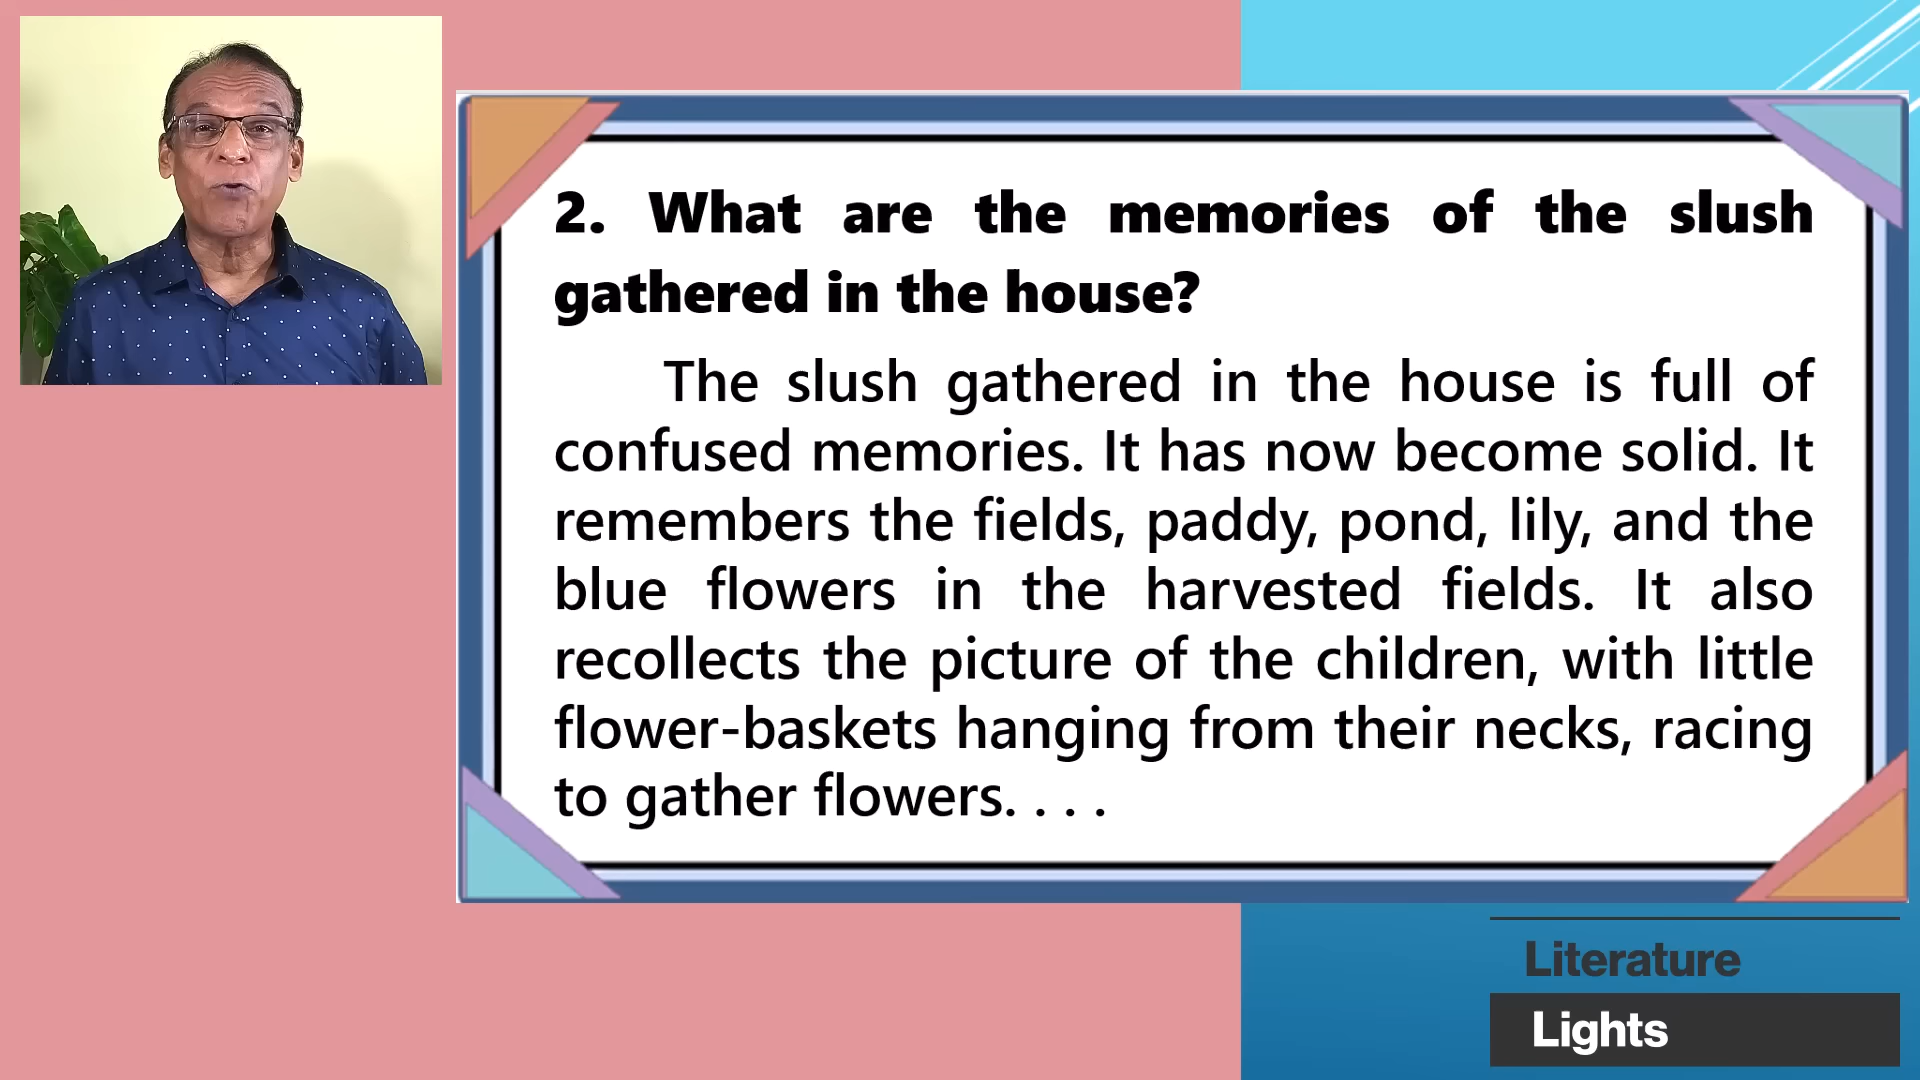 2. What are the memories of the slush
gathered in the house?
The slush gathered in the house is full of
confused memories. It has now become solid. It
remembers the fields, paddy, pond, lily, and the
blue flowers in the harvested fields. It also
recollects the picture of the children, with little
flower-baskets hanging from their necks, racing
to gather flowers. . . .
Literature
Lights